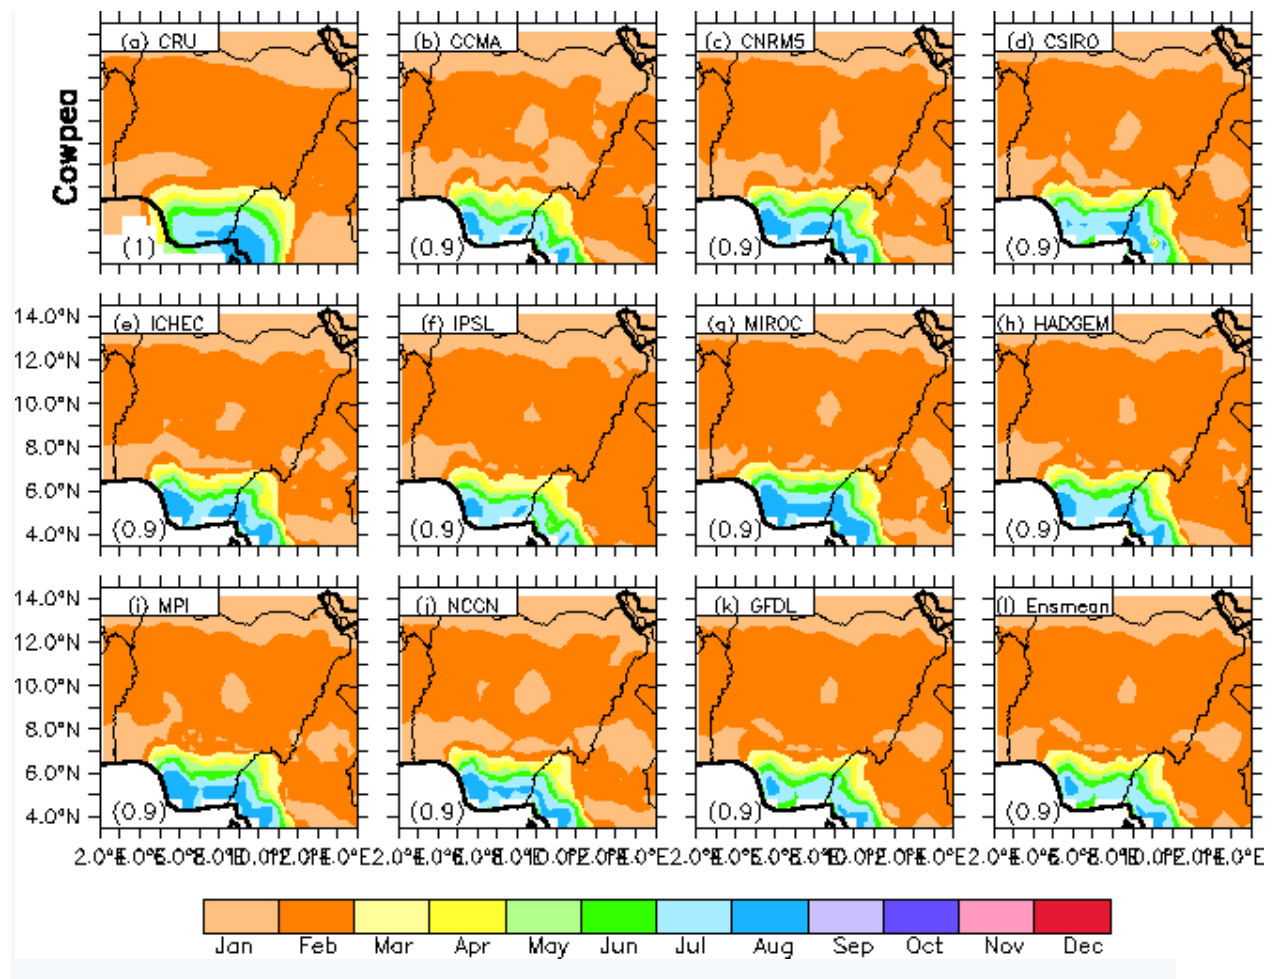 Cowpea
(a) CRU
(b) CCMA
(c) CNRM5
(d) CSIRO
(1)
(0.9)
(0.9)
(0.9)
14.0°N
12.0°N
10.0°N
8.0°N
6.0°N
4.0°N
(e) ICHEC
(f) IPSL
(g) MIROC
(h) HADGEM
(0.9)
(0.9)
(0.9)
(0.9)
14.0°N
12.0°N
10.0°N
8.0°N
6.0°N
4.0°N
(i) MPI
(j) NCCN
(k) GFDL
(l) Ensmean
(0.9)
(0.9)
(0.9)
(0.9)
Jan Feb Mar Apr May Jun Jul Aug Sep Oct Nov Dec